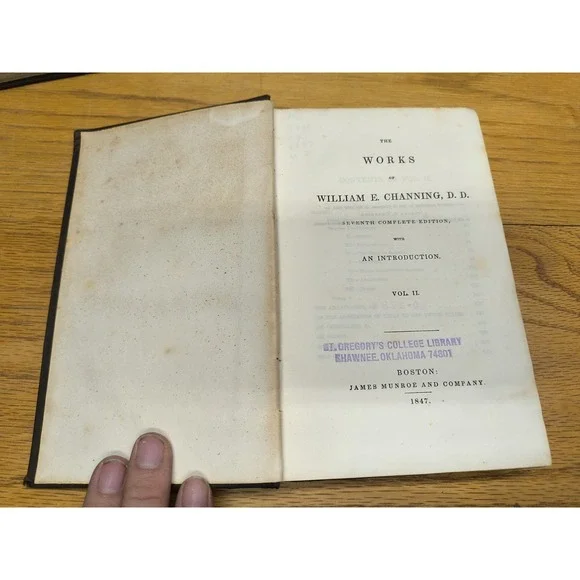 THE
WORKS
OF
WILLIAM E. CHANNING, D. D.
SEVENTH COMPLETE EDITION,
WITH
AN INTRODUCTION.
VOL. II.
ST. GREGORY'S COLLEGE LIBRARY
SHAWNEE, OKLAHOMA 74801
BOSTON:
JAMES MUNROE AND COMPANY.
1847.